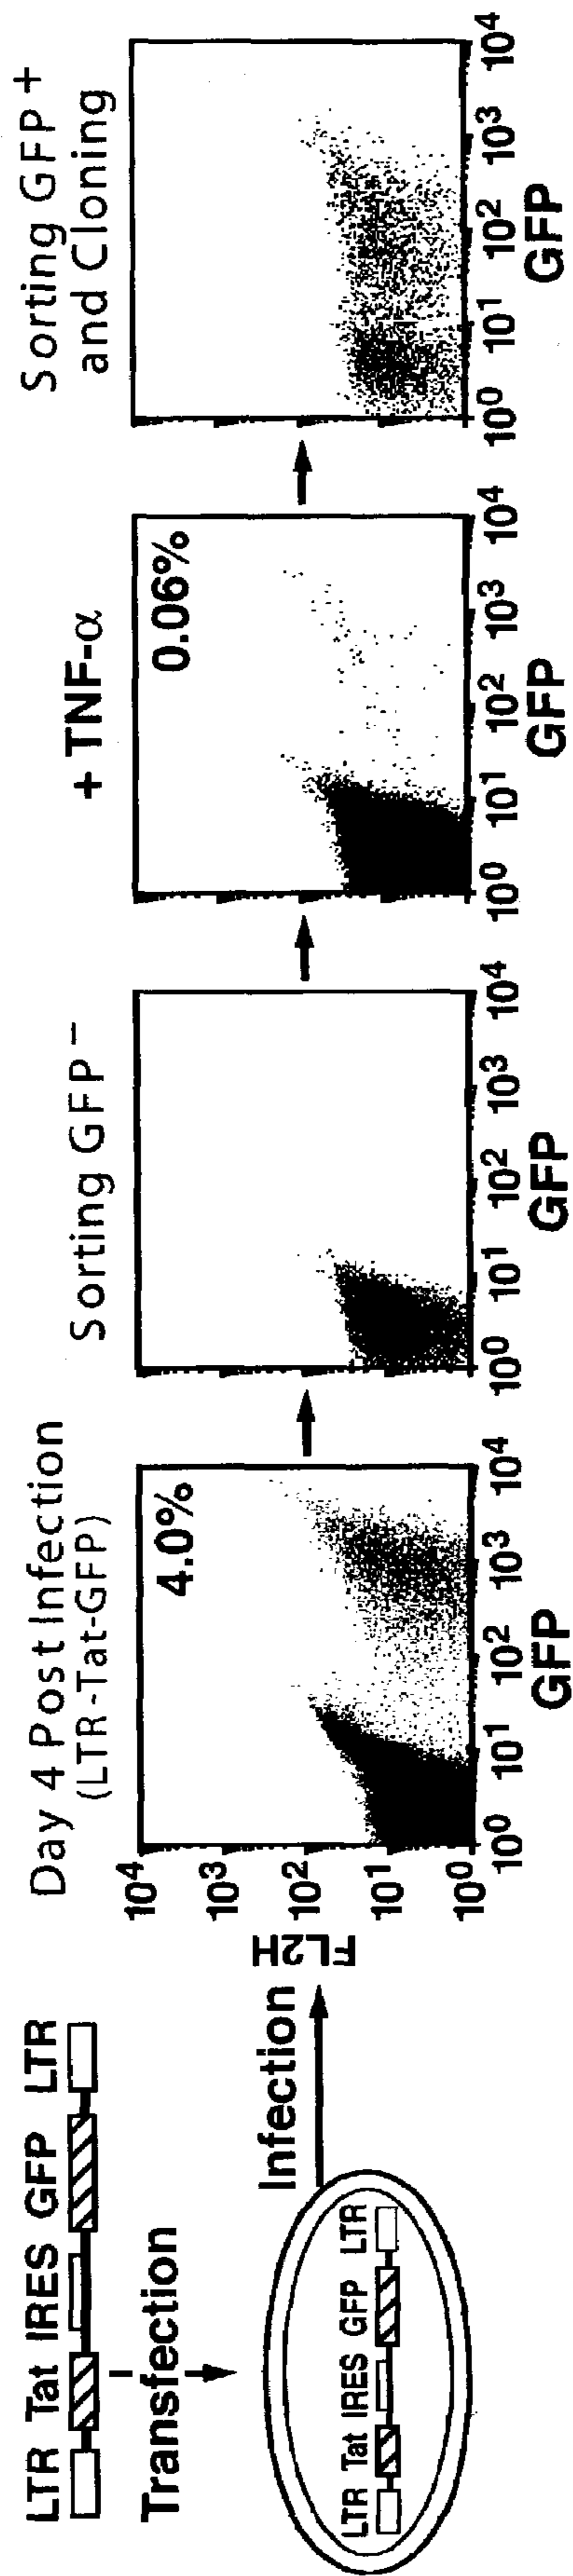 LTR Tat IRES GFP LTR
Transfection
LTR Tat IRES GFP LTR
Infection
Day 4 Post Infection
(LTR-Tat-GFP)
4.0%
FL2H
10⁴
10³
10²
10¹
10⁰
10⁰ 10¹ 10² 10³ 10⁴
GFP
Sorting GFP⁻
10⁰ 10¹ 10² 10³ 10⁴
GFP
+ TNF-α
0.06%
10⁰ 10¹ 10² 10³ 10⁴
GFP
Sorting GFP⁺
and Cloning
10⁰ 10¹ 10² 10³ 10⁴
GFP